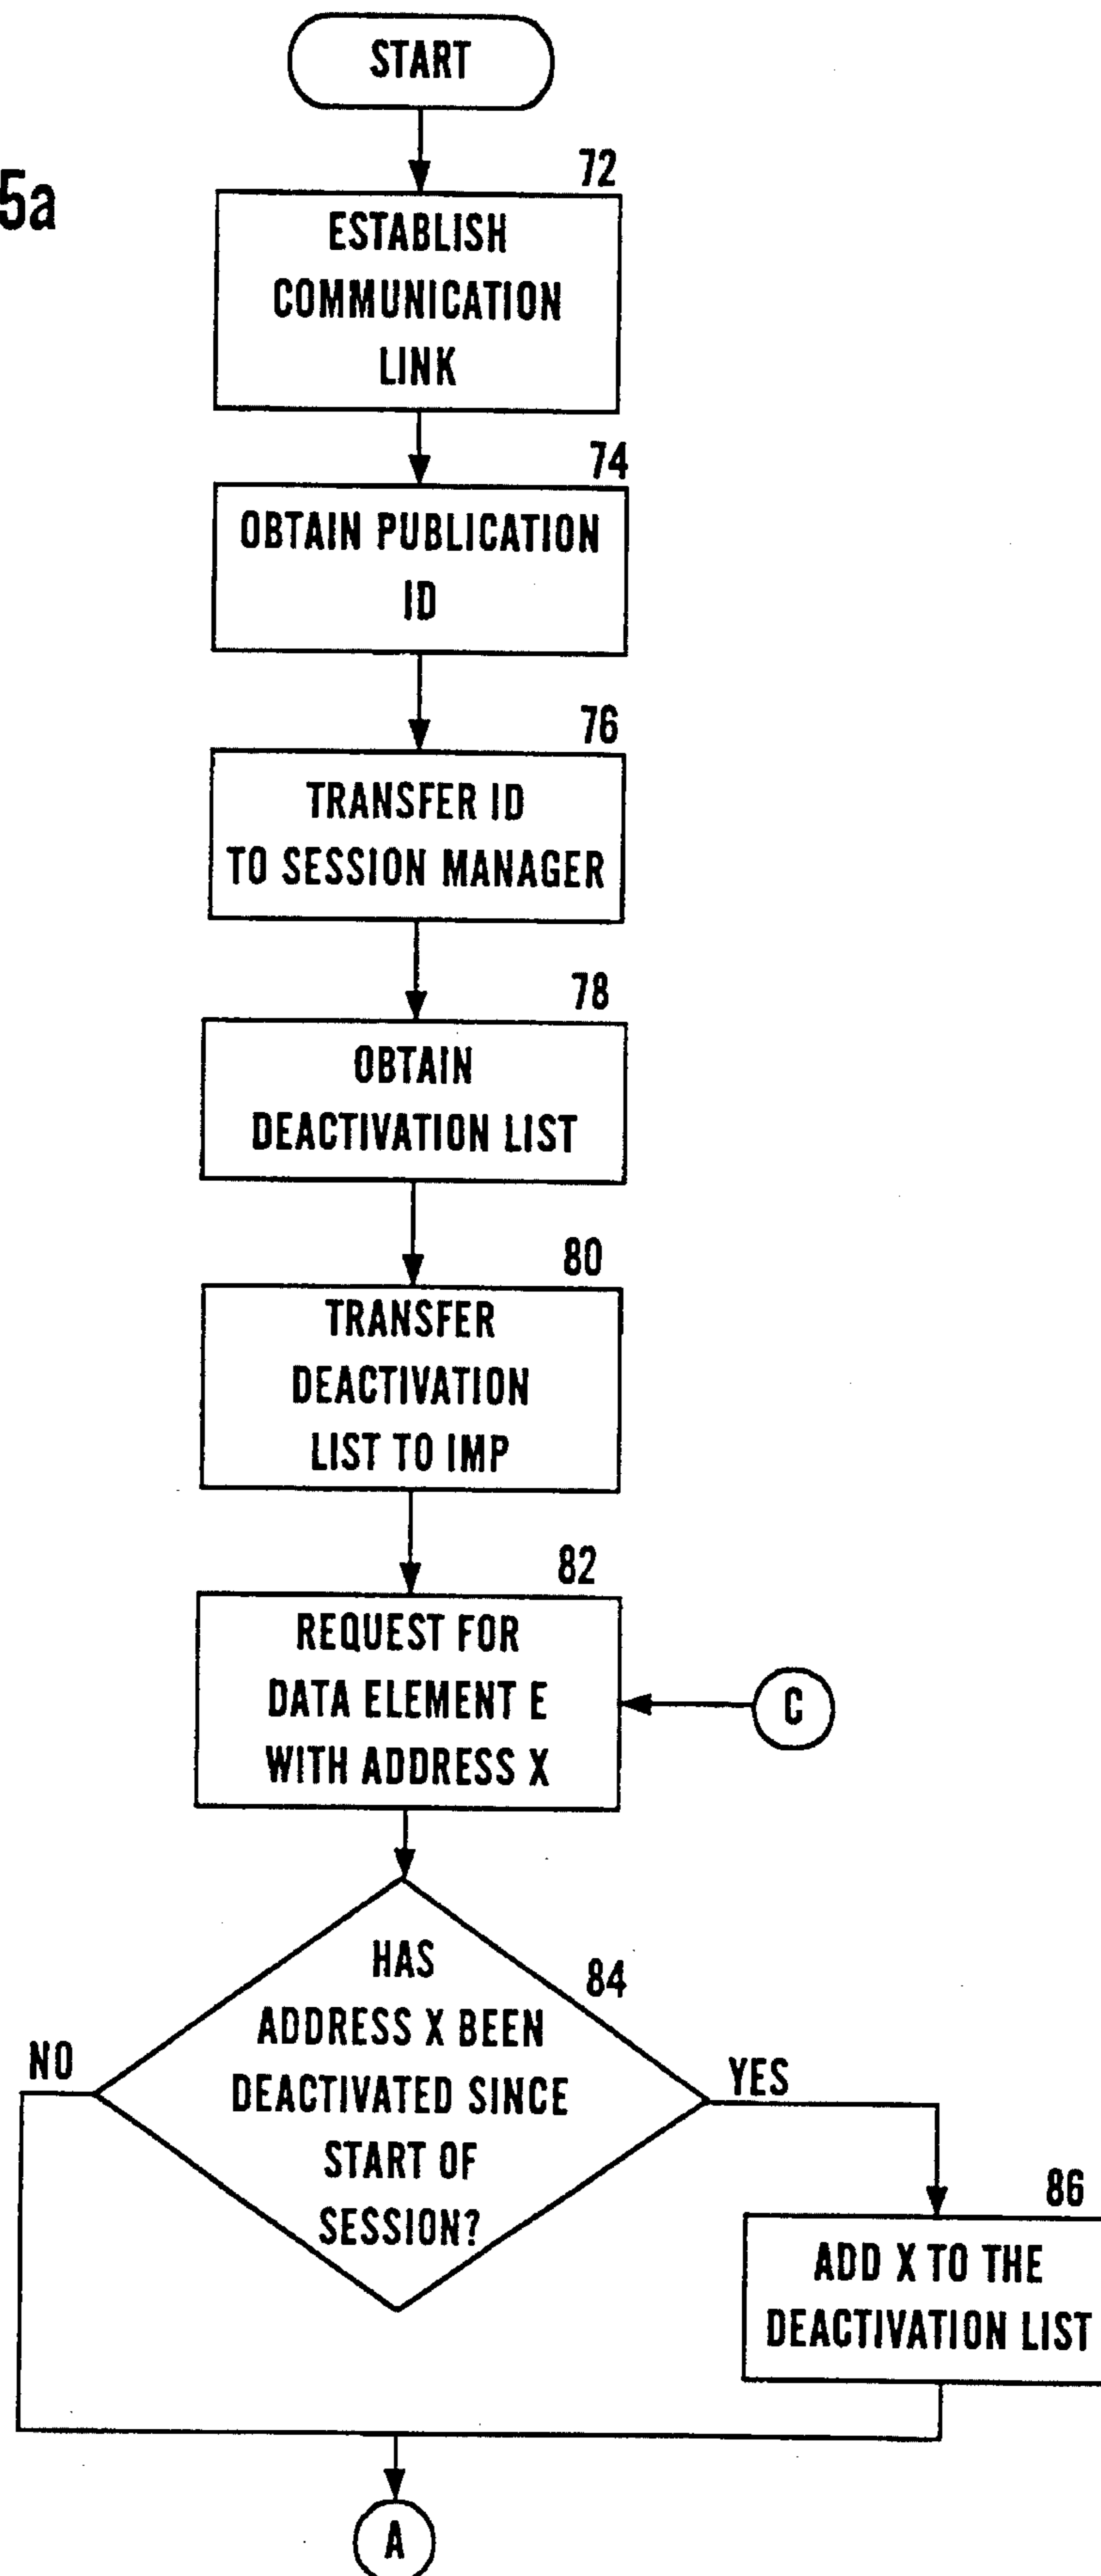 START
5a
72
ESTABLISH
COMMUNICATION
LINK
74
OBTAIN PUBLICATION
ID
76
TRANSFER ID
TO SESSION MANAGER
78
OBTAIN
DEACTIVATION LIST
80
TRANSFER
DEACTIVATION
LIST TO IMP
82
REQUEST FOR
DATA ELEMENT E
WITH ADDRESS X
C
84
HAS
ADDRESS X BEEN
DEACTIVATED SINCE
START OF
SESSION?
NO
YES
86
ADD X TO THE
DEACTIVATION LIST
A